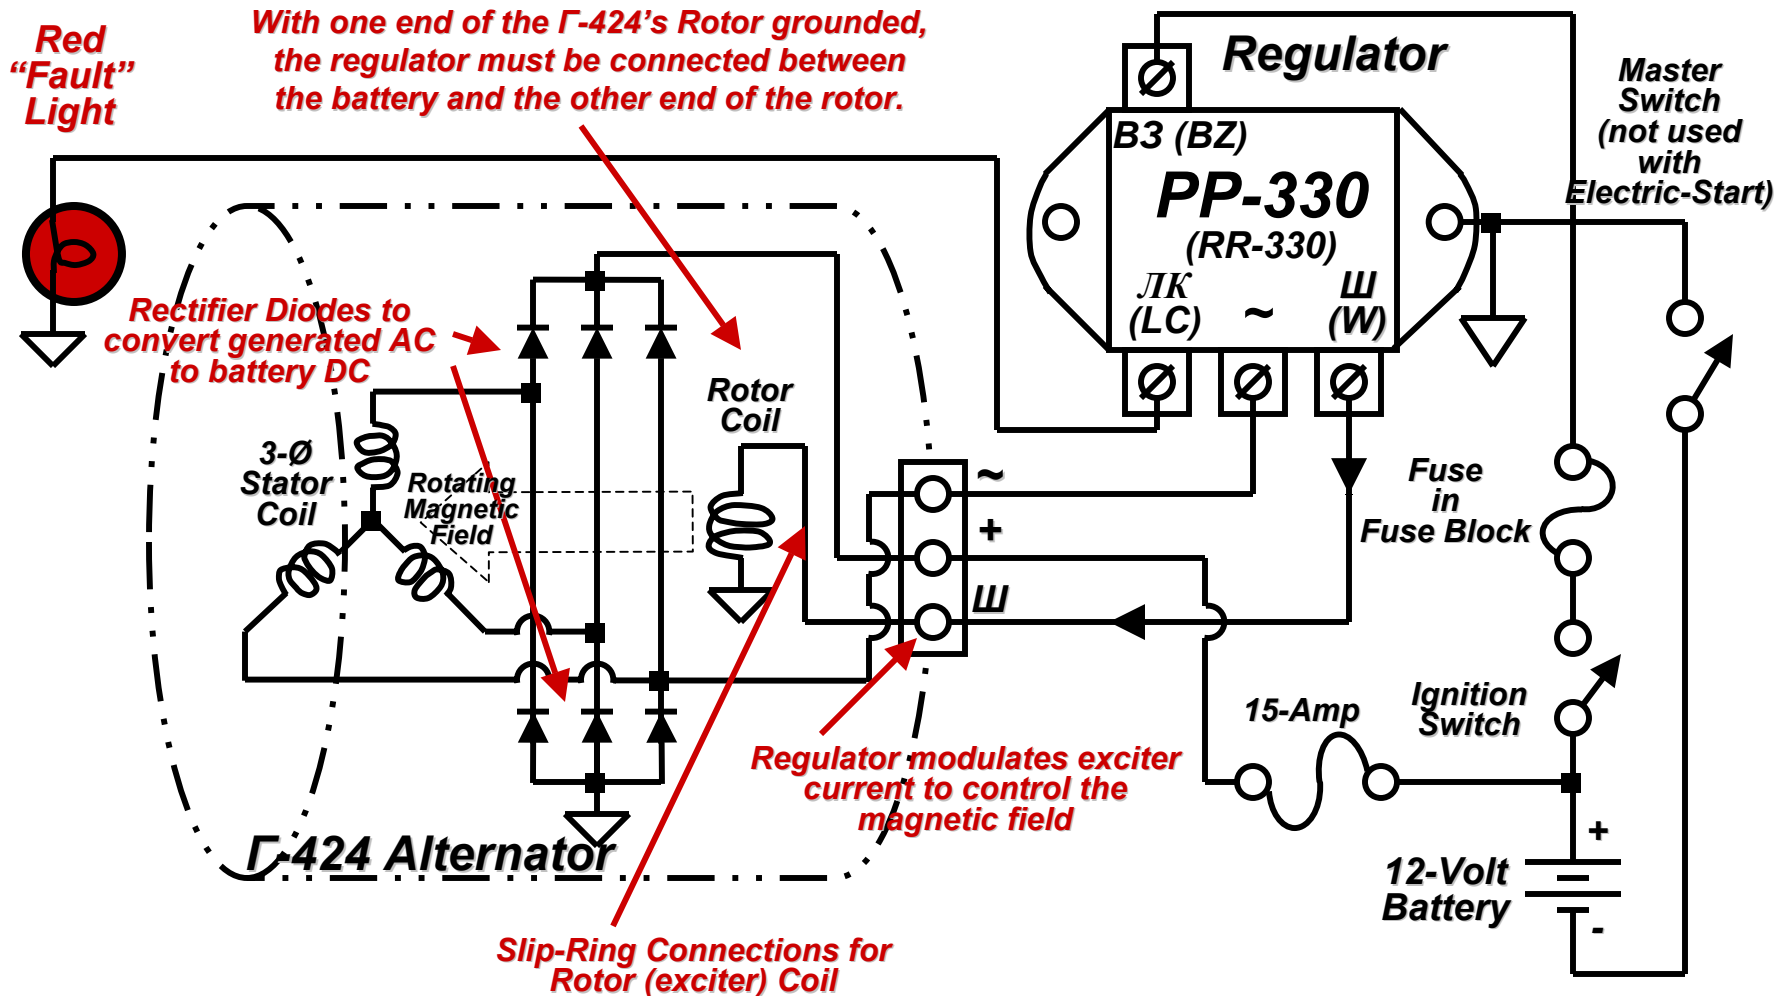 Red
“Fault”
Light
With one end of the Г-424’s Rotor grounded,
the regulator must be connected between
the battery and the other end of the rotor.
Regulator
Master
Switch
(not used
with
Electric-Start)
ВЗ (BZ)
РР-330
(RR-330)
ЛК
(LC)
~
Ш
(W)
Rectifier Diodes to
convert generated AC
to battery DC
Rotor
Coil
3-Ø
Stator
Coil
Rotating
Magnetic
Field
~
+
Ш
Fuse
in
Fuse Block
15-Amp
Ignition
Switch
Regulator modulates exciter
current to control the
magnetic field
Г-424 Alternator
+
12-Volt
Battery
-
Slip-Ring Connections for
Rotor (exciter) Coil